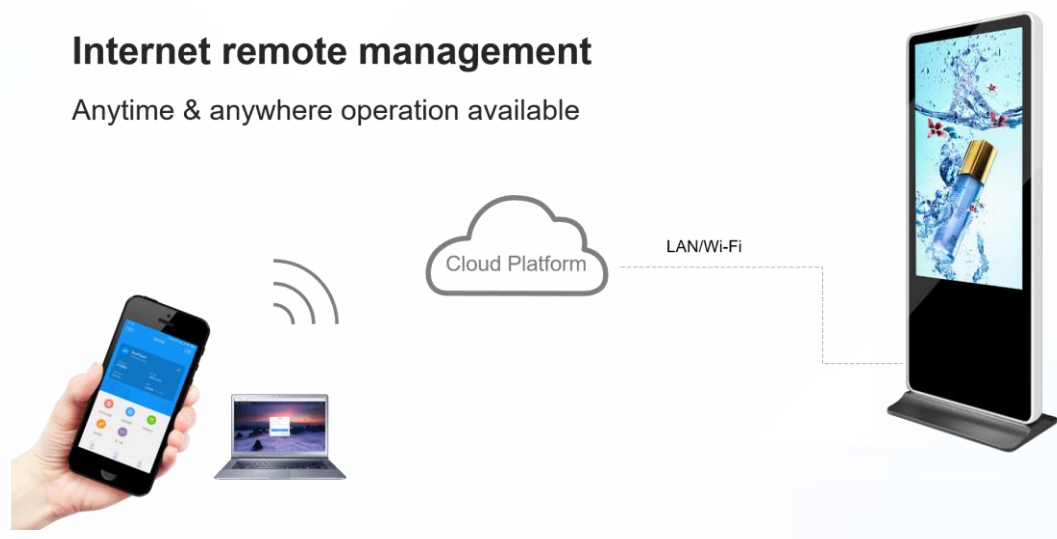 Internet remote management
Anytime & anywhere operation available
Cloud Platform
LAN/Wi-Fi